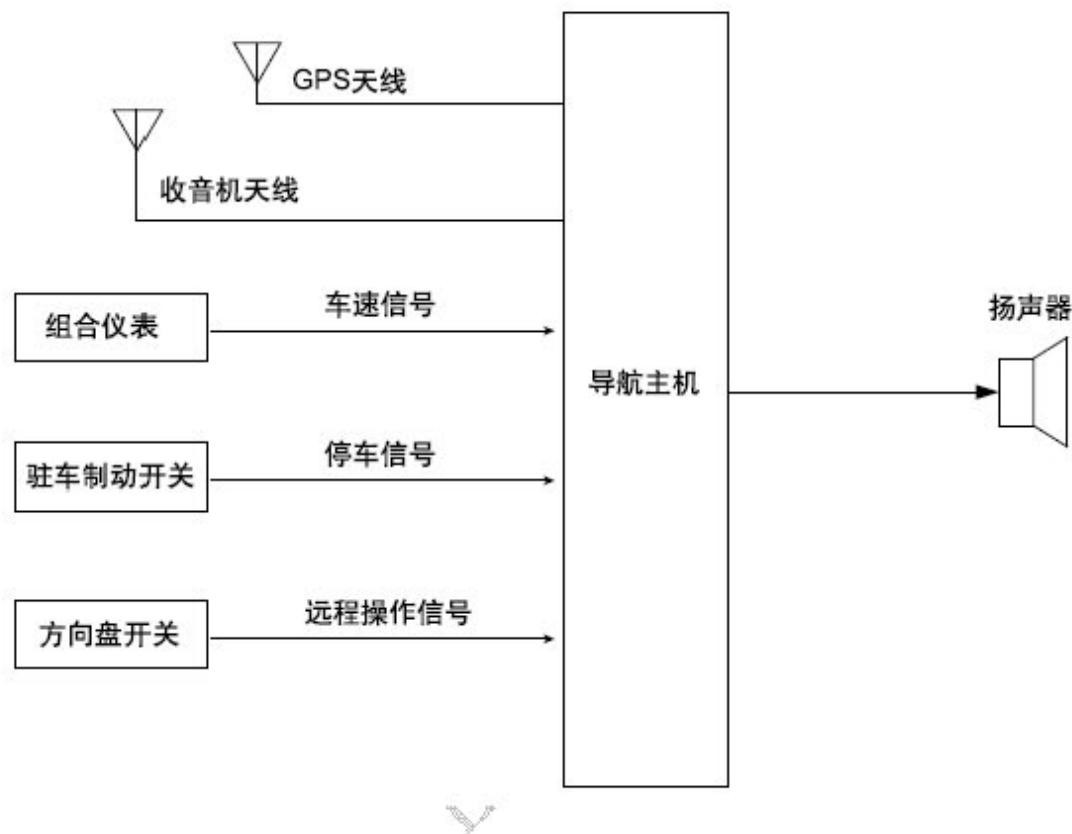 GPS天线
收音机天线
车速信号
组合仪表
扬声器
导航主机
停车信号
驻车制动开关
远程操作信号
方向盘开关